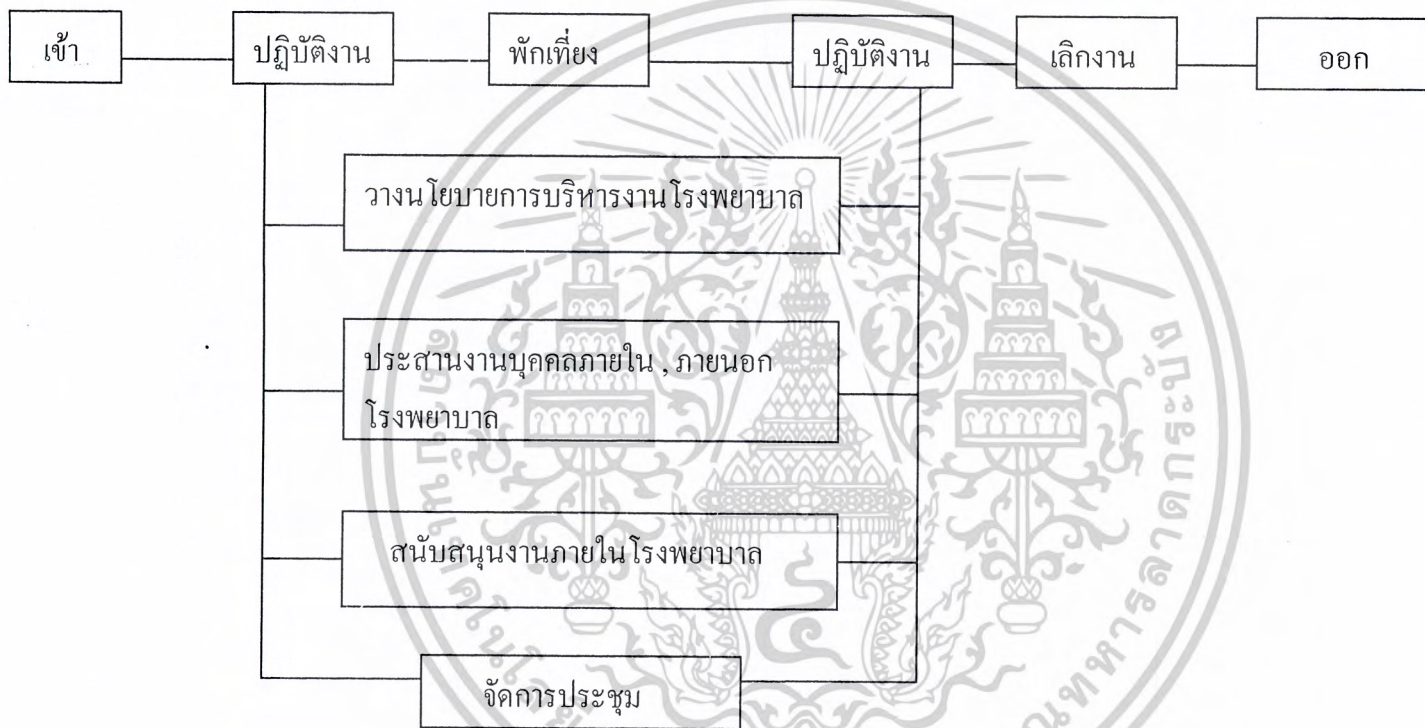 เข้า
ปฏิบัติงาน
พักเที่ยง
ปฏิบัติงาน
เลิกงาน
ออก
วางนโยบายการบริหารงานโรงพยาบาล
ประสานงานบุคคลภายใน , ภายนอก
โรงพยาบาล
สนับสนุนงานภายในโรงพยาบาล
จัดการประชุม